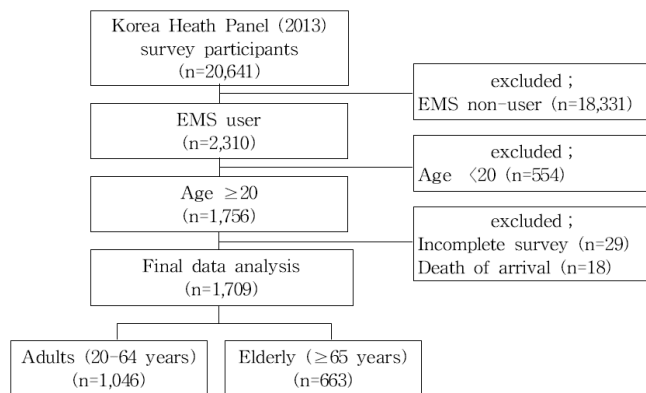 Korea Heath Panel (2013)
survey participants
(n=20,641)
excluded ;
EMS non-user (n=18,331)
EMS user
(n=2,310)
excluded ;
Age 〈20 (n=554)
Age ≥20
(n=1,756)
excluded ;
Incomplete survey (n=29)
Death of arrival (n=18)
Final data analysis
(n=1,709)
Adults (20-64 years)
(n=1,046)
Elderly (≥65 years)
(n=663)